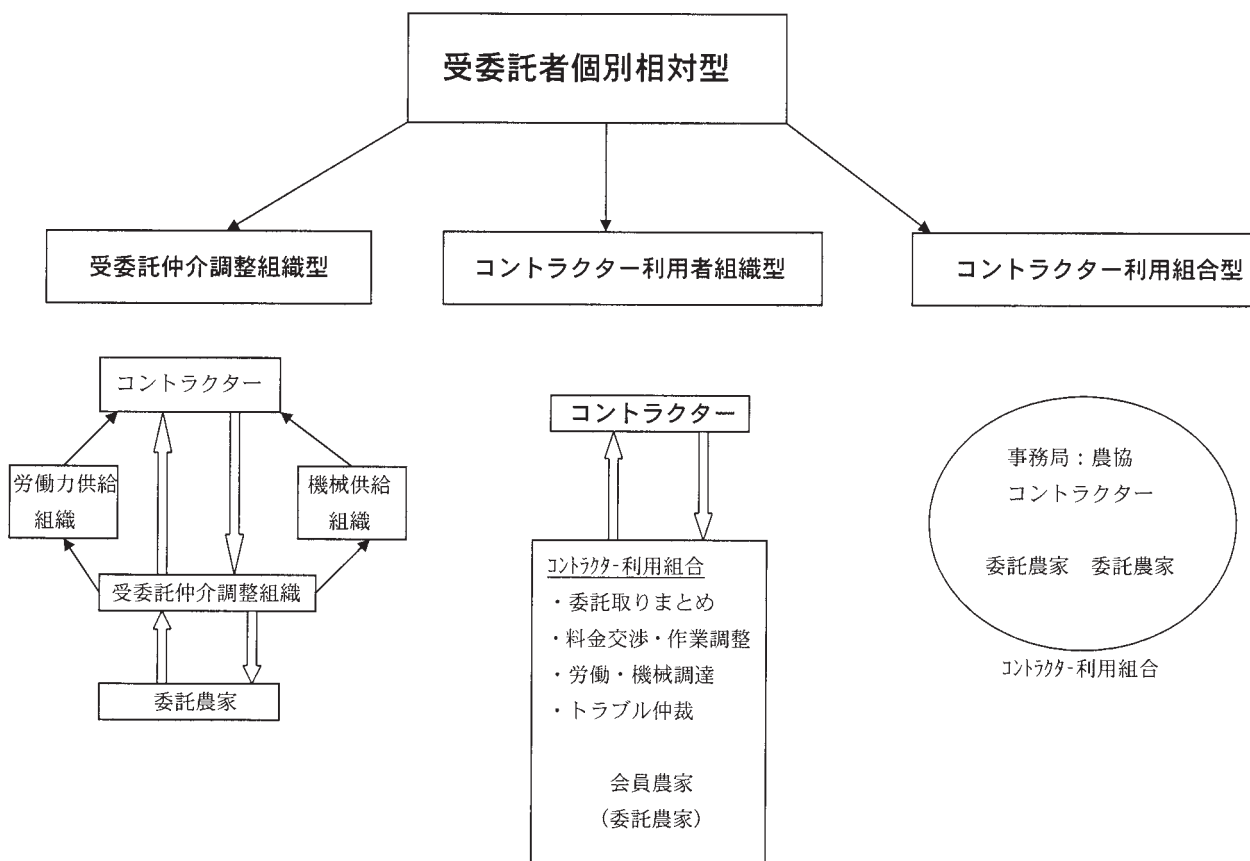 受委託者個別相対型
受委託仲介調整組織型
コントラクター利用者組織型
コントラクター利用組合型
コントラクター
労働力供給
組織
機械供給
組織
受委託仲介調整組織
委託農家
コントラクター
コントラクター利用組合
・委託取りまとめ
・料金交渉・作業調整
・労働・機械調達
・トラブル仲裁
会員農家
(委託農家)
事務局：農協
コントラクター
委託農家　委託農家
コントラクター利用組合